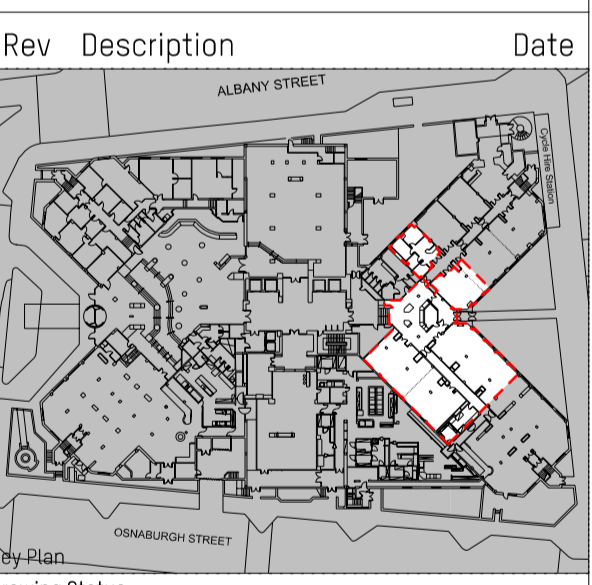 Rev Description Date
ALBANY STREET
Cycle Hire Station
OSNABURGH STREET
ey Plan